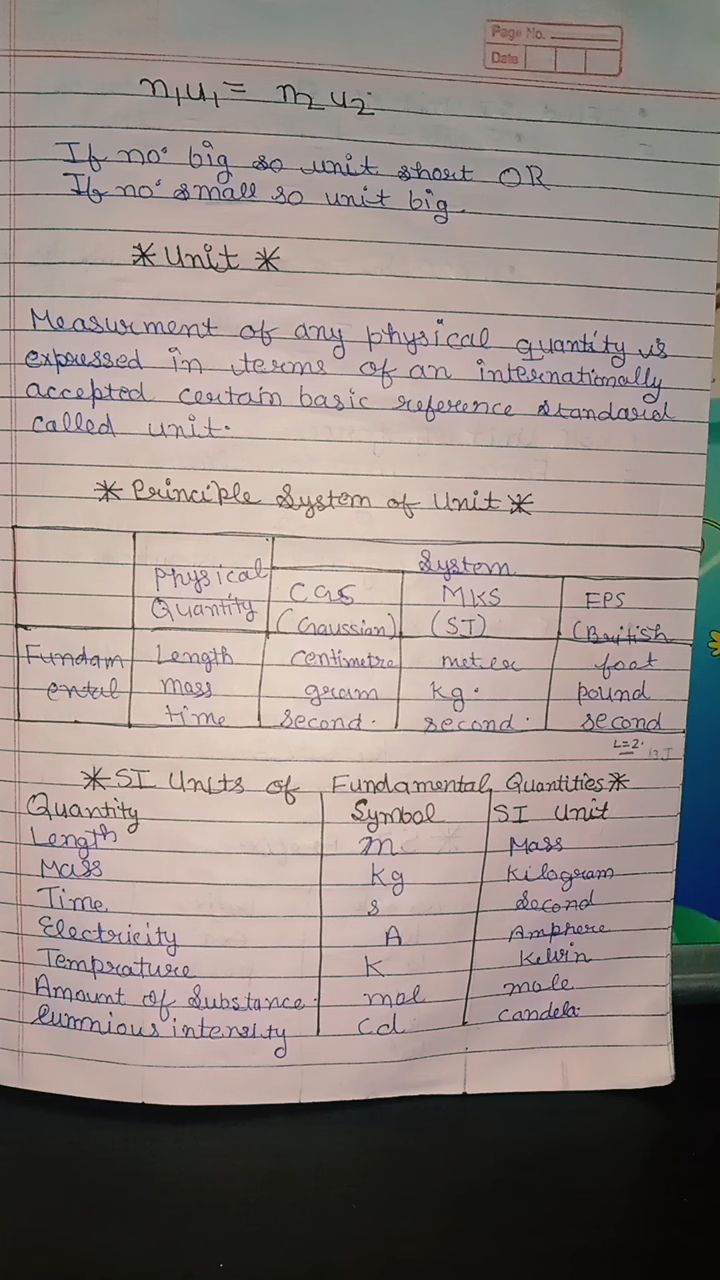 Page No.
Date
n₁u₁ = n₂u₂
If no. big so unit short OR
If no. small so unit big.
* Unit *
Measurment of any physical quantity is
expressed in terms of an internationally
accepted certain basic reference standard
called unit.
* Principle System of Unit *
System
Physical Quantity | CGS (Gaussian) | MKS (SI) | FPS (British
Fundamental | Length | centimetre | meter | foot
mass | gram | kg. | pound
time | second. | second. | second
L=2.
* SI Units of Fundamental Quantities *
Quantity | Symbol | SI Unit
Length | m | Mass
Mass | kg | Kilogram
Time | s | Second
Electricity | A | Amphere
Temprature | K | Kelvin
Amount of Substance. | mol | mole
lumnious intensity | Cd | Candela.